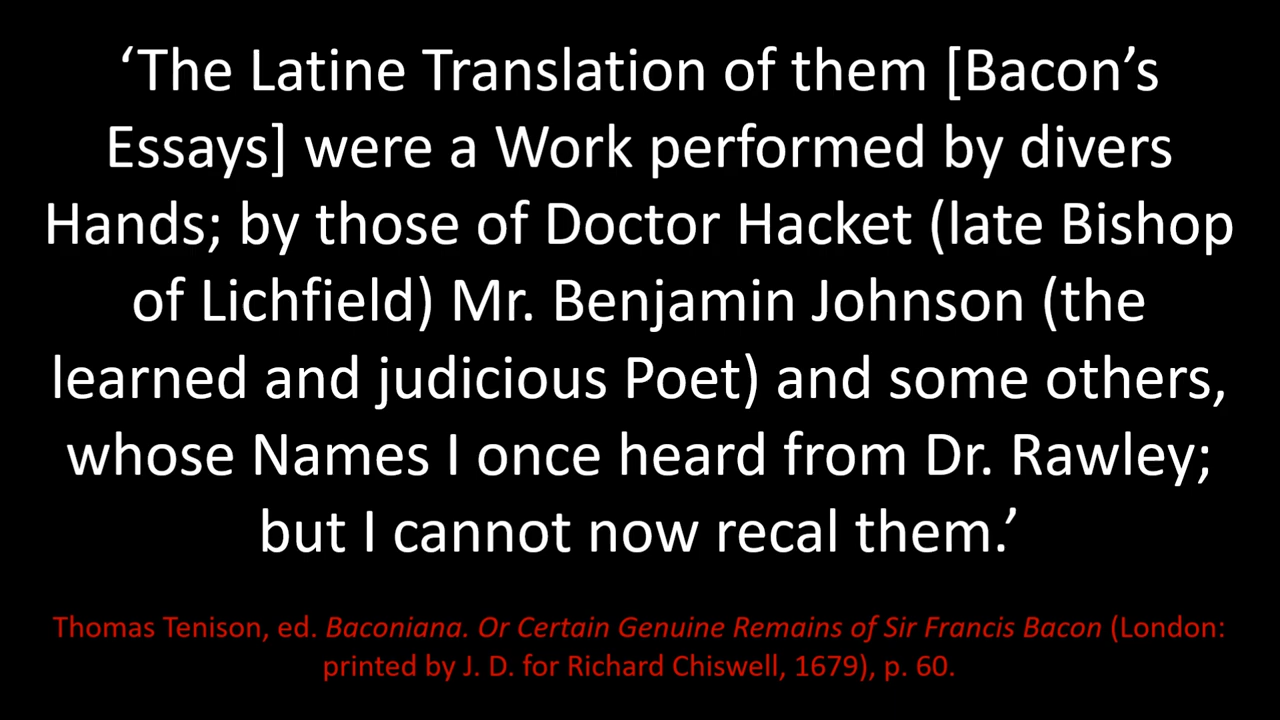 ‘The Latine Translation of them [Bacon’s
Essays] were a Work performed by divers
Hands; by those of Doctor Hacket (late Bishop
of Lichfield) Mr. Benjamin Johnson (the
learned and judicious Poet) and some others,
whose Names I once heard from Dr. Rawley;
but I cannot now recal them.’
Thomas Tenison, ed. Baconiana. Or Certain Genuine Remains of Sir Francis Bacon (London:
printed by J. D. for Richard Chiswell, 1679), p. 60.